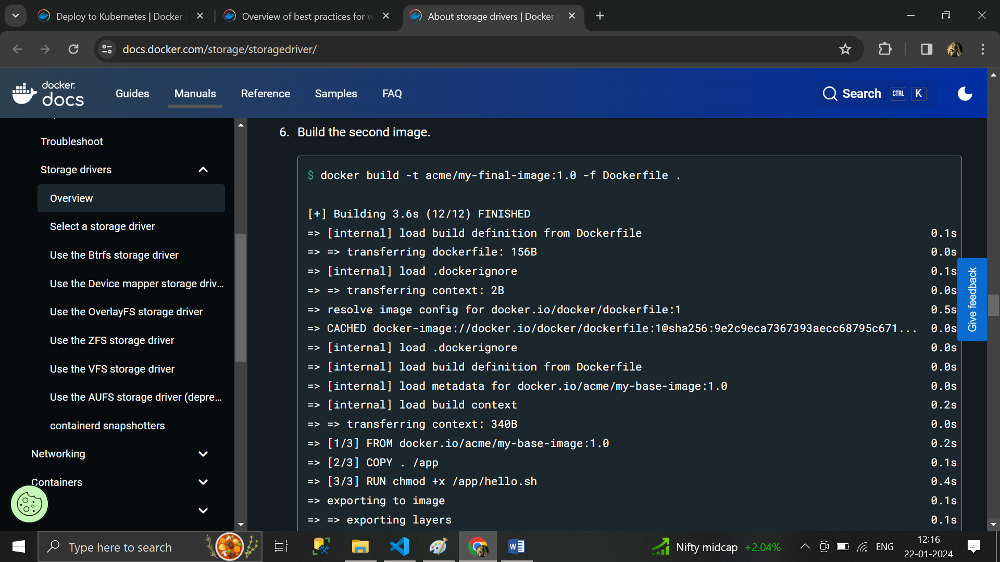 Deploy to Kubernetes | Docker
Overview of best practices for w
About storage drivers | Docker
docs.docker.com/storage/storagedriver/
docker
docs
Guides
Manuals
Reference
Samples
FAQ
Search
CTRL
K
Troubleshoot
Storage drivers
Overview
Select a storage driver
Use the Btrfs storage driver
Use the Device mapper storage driv...
Use the OverlayFS storage driver
Use the ZFS storage driver
Use the VFS storage driver
Use the AUFS storage driver (depre...
containerd snapshotters
Networking
Containers
6. Build the second image.
$ docker build -t acme/my-final-image:1.0 -f Dockerfile .
[+] Building 3.6s (12/12) FINISHED
=> [internal] load build definition from Dockerfile 0.1s
=> => transferring dockerfile: 156B 0.0s
=> [internal] load .dockerignore 0.1s
=> => transferring context: 2B 0.0s
=> resolve image config for docker.io/docker/dockerfile:1 0.5s
=> CACHED docker-image://docker.io/docker/dockerfile:1@sha256:9e2c9eca7367393aecc68795c671... 0.0s
=> [internal] load .dockerignore 0.0s
=> [internal] load build definition from Dockerfile 0.0s
=> [internal] load metadata for docker.io/acme/my-base-image:1.0 0.0s
=> [internal] load build context 0.2s
=> => transferring context: 340B 0.0s
=> [1/3] FROM docker.io/acme/my-base-image:1.0 0.2s
=> [2/3] COPY . /app 0.1s
=> [3/3] RUN chmod +x /app/hello.sh 0.4s
=> exporting to image 0.1s
=> => exporting layers 0.1s
Give feedback
Type here to search
Nifty midcap +2.04%
ENG
12:16
22-01-2024